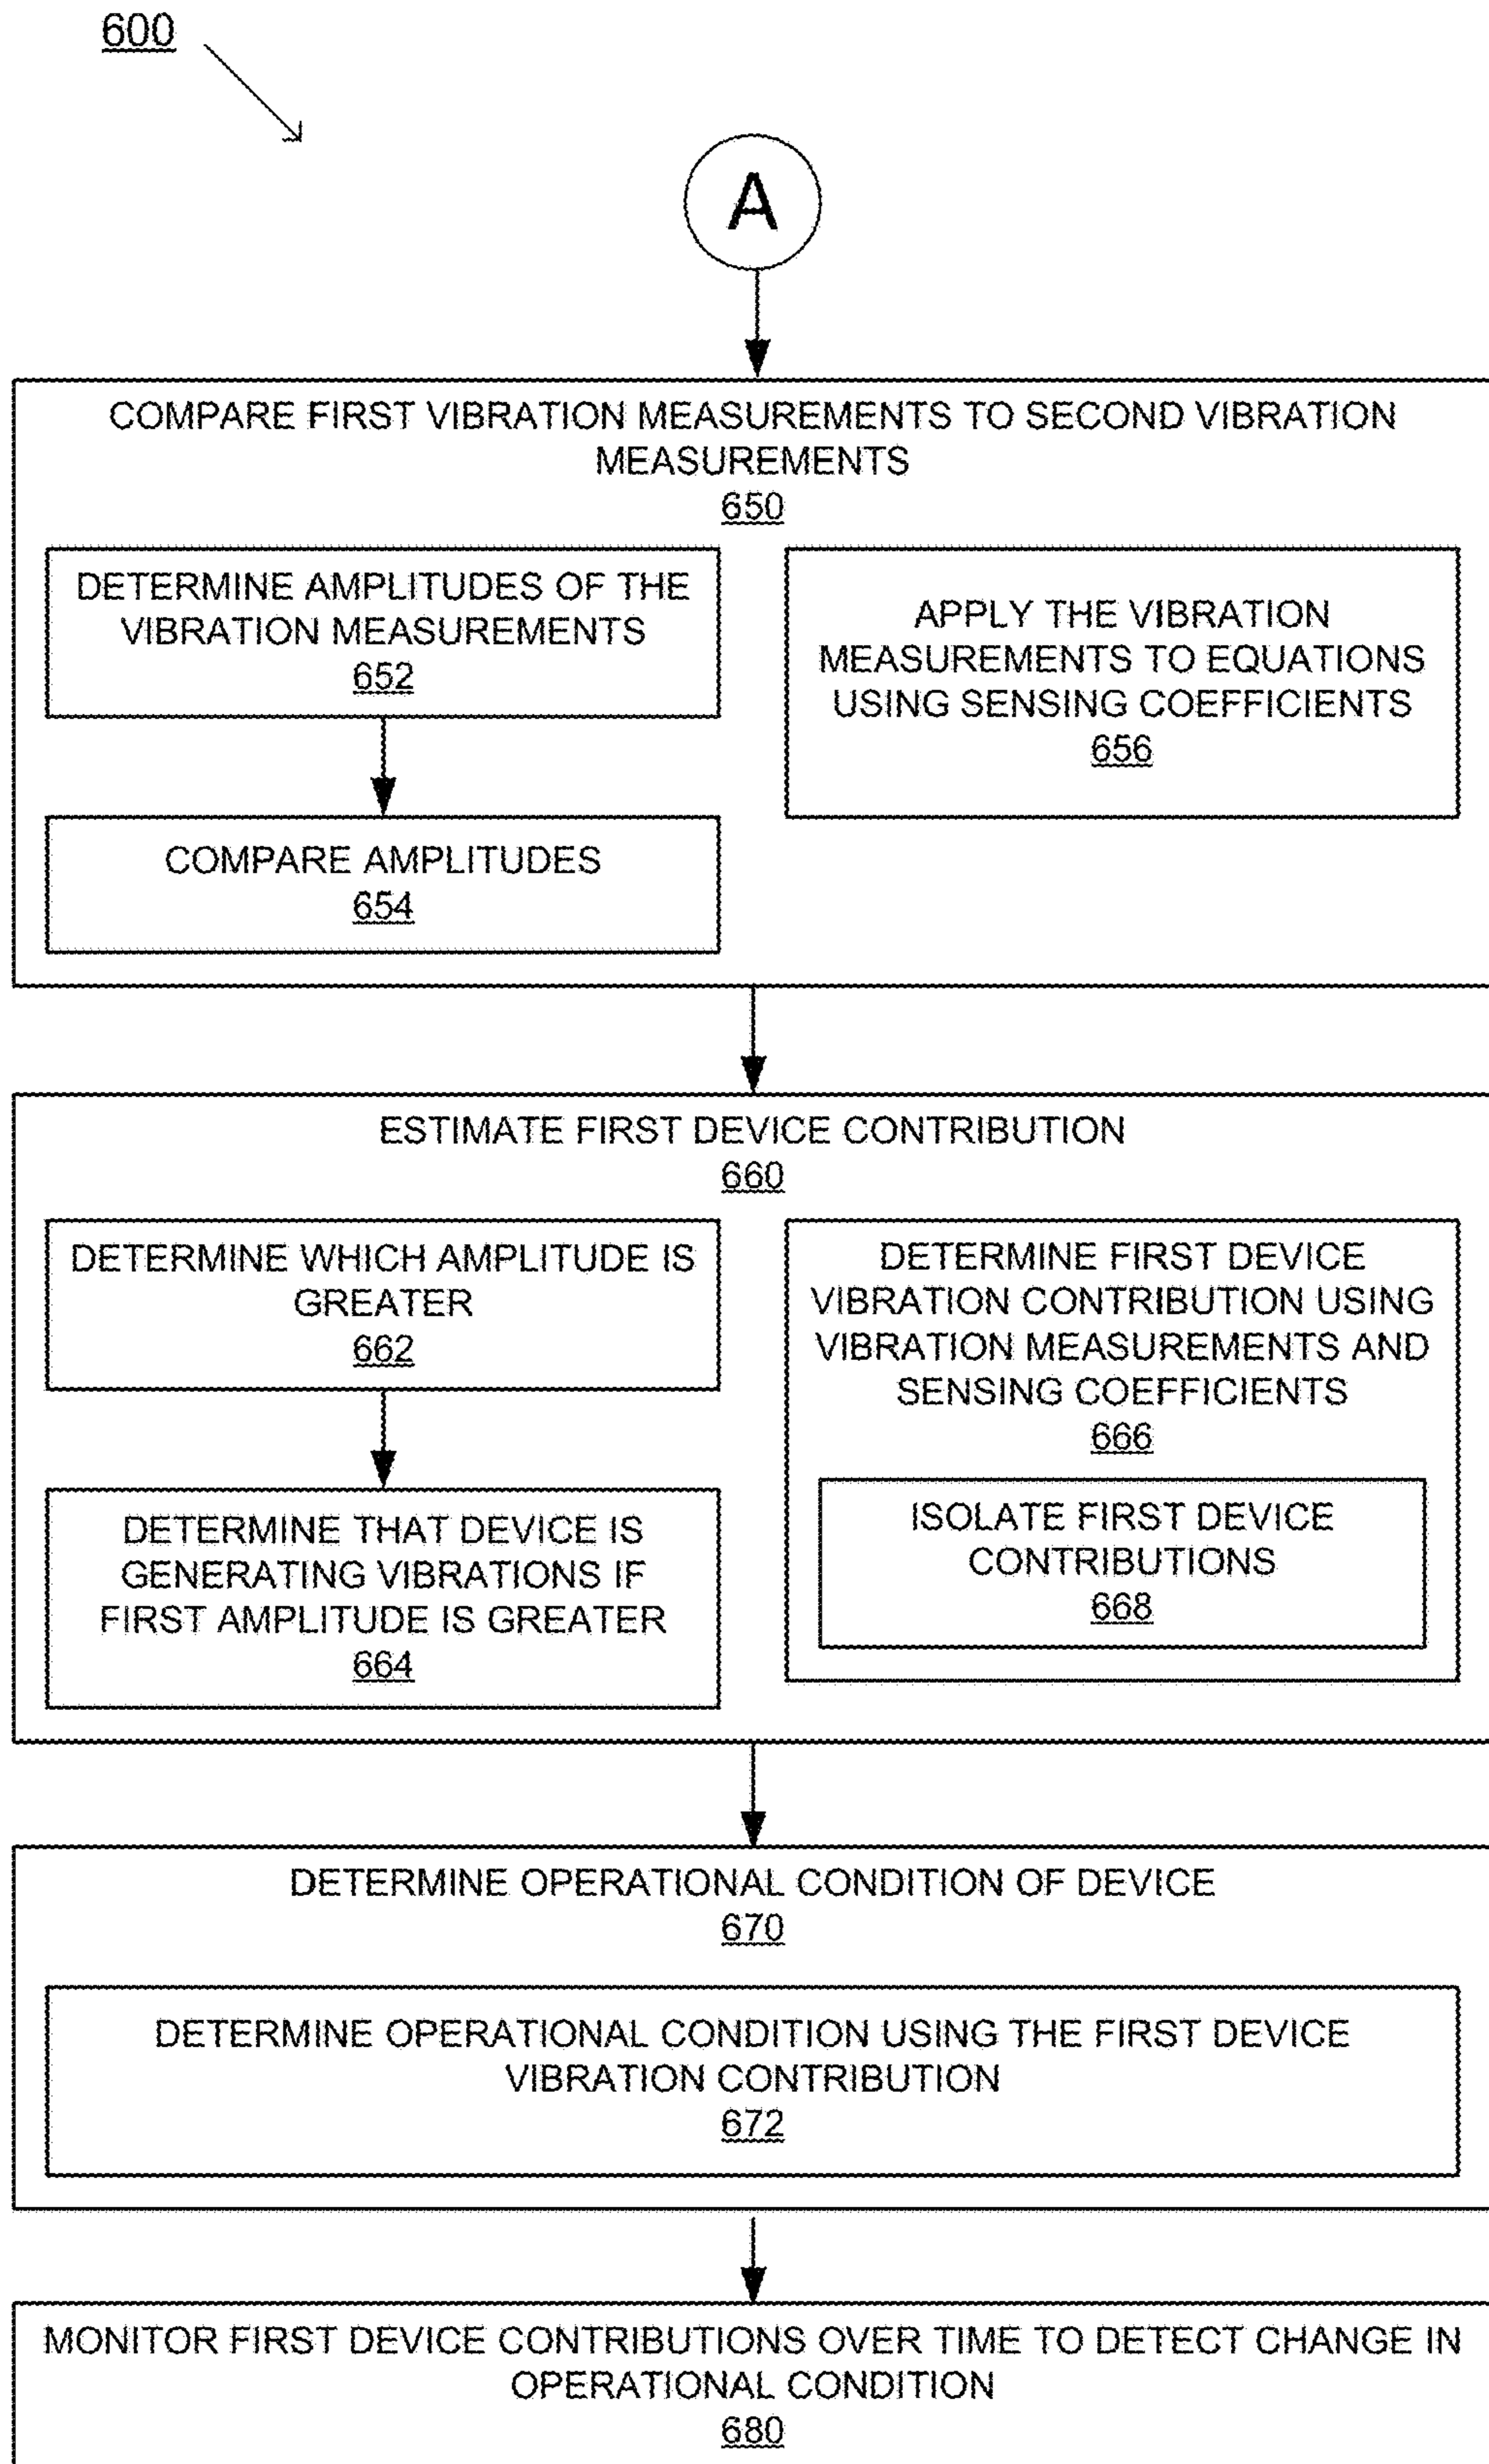 600
A
COMPARE FIRST VIBRATION MEASUREMENTS TO SECOND VIBRATION
MEASUREMENTS
650
DETERMINE AMPLITUDES OF THE
VIBRATION MEASUREMENTS
652
COMPARE AMPLITUDES
654
APPLY THE VIBRATION
MEASUREMENTS TO EQUATIONS
USING SENSING COEFFICIENTS
656
ESTIMATE FIRST DEVICE CONTRIBUTION
660
DETERMINE WHICH AMPLITUDE IS
GREATER
662
DETERMINE THAT DEVICE IS
GENERATING VIBRATIONS IF
FIRST AMPLITUDE IS GREATER
664
DETERMINE FIRST DEVICE
VIBRATION CONTRIBUTION USING
VIBRATION MEASUREMENTS AND
SENSING COEFFICIENTS
666
ISOLATE FIRST DEVICE
CONTRIBUTIONS
668
DETERMINE OPERATIONAL CONDITION OF DEVICE
670
DETERMINE OPERATIONAL CONDITION USING THE FIRST DEVICE
VIBRATION CONTRIBUTION
672
MONITOR FIRST DEVICE CONTRIBUTIONS OVER TIME TO DETECT CHANGE IN
OPERATIONAL CONDITION
680